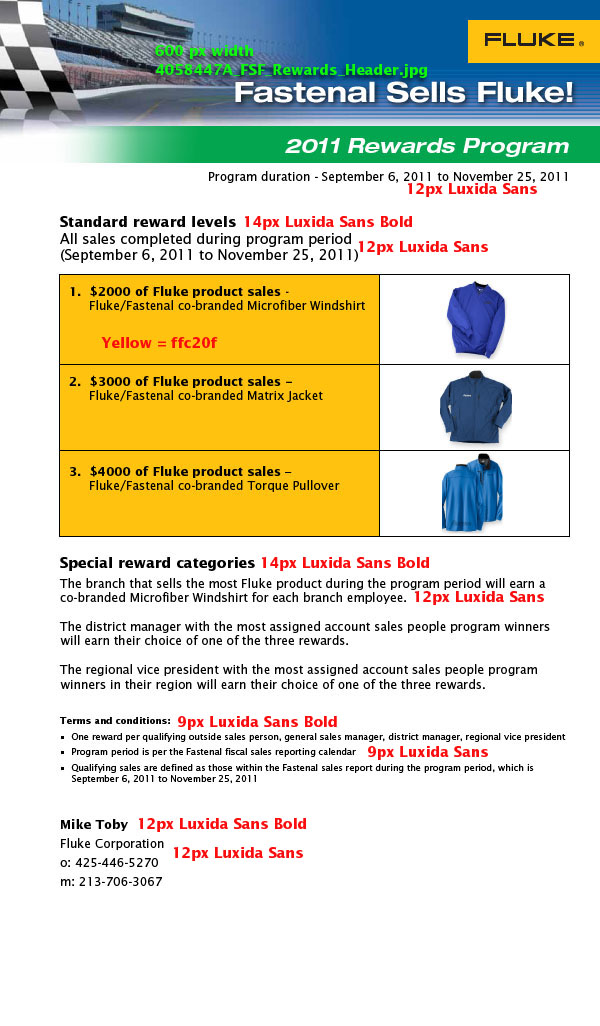 FLUKE®
600 px width
4058447A_FSF_Rewards_Header.jpg
Fastenal Sells Fluke!
2011 Rewards Program
Program duration - September 6, 2011 to November 25, 2011
12px Luxida Sans
Standard reward levels 14px Luxida Sans Bold
All sales completed during program period
(September 6, 2011 to November 25, 2011) 12px Luxida Sans
1. $2000 of Fluke product sales -
Fluke/Fastenal co-branded Microfiber Windshirt
Yellow = ffc20f
2. $3000 of Fluke product sales –
Fluke/Fastenal co-branded Matrix Jacket
3. $4000 of Fluke product sales –
Fluke/Fastenal co-branded Torque Pullover
Special reward categories 14px Luxida Sans Bold
The branch that sells the most Fluke product during the program period will earn a
co-branded Microfiber Windshirt for each branch employee. 12px Luxida Sans
The district manager with the most assigned account sales people program winners
will earn their choice of one of the three rewards.
The regional vice president with the most assigned account sales people program
winners in their region will earn their choice of one of the three rewards.
Terms and conditions: 9px Luxida Sans Bold
▪ One reward per qualifying outside sales person, general sales manager, district manager, regional vice president
▪ Program period is per the Fastenal fiscal sales reporting calendar 9px Luxida Sans
▪ Qualifying sales are defined as those within the Fastenal sales report during the program period, which is
September 6, 2011 to November 25, 2011
Mike Toby 12px Luxida Sans Bold
Fluke Corporation
12px Luxida Sans
o: 425-446-5270
m: 213-706-3067